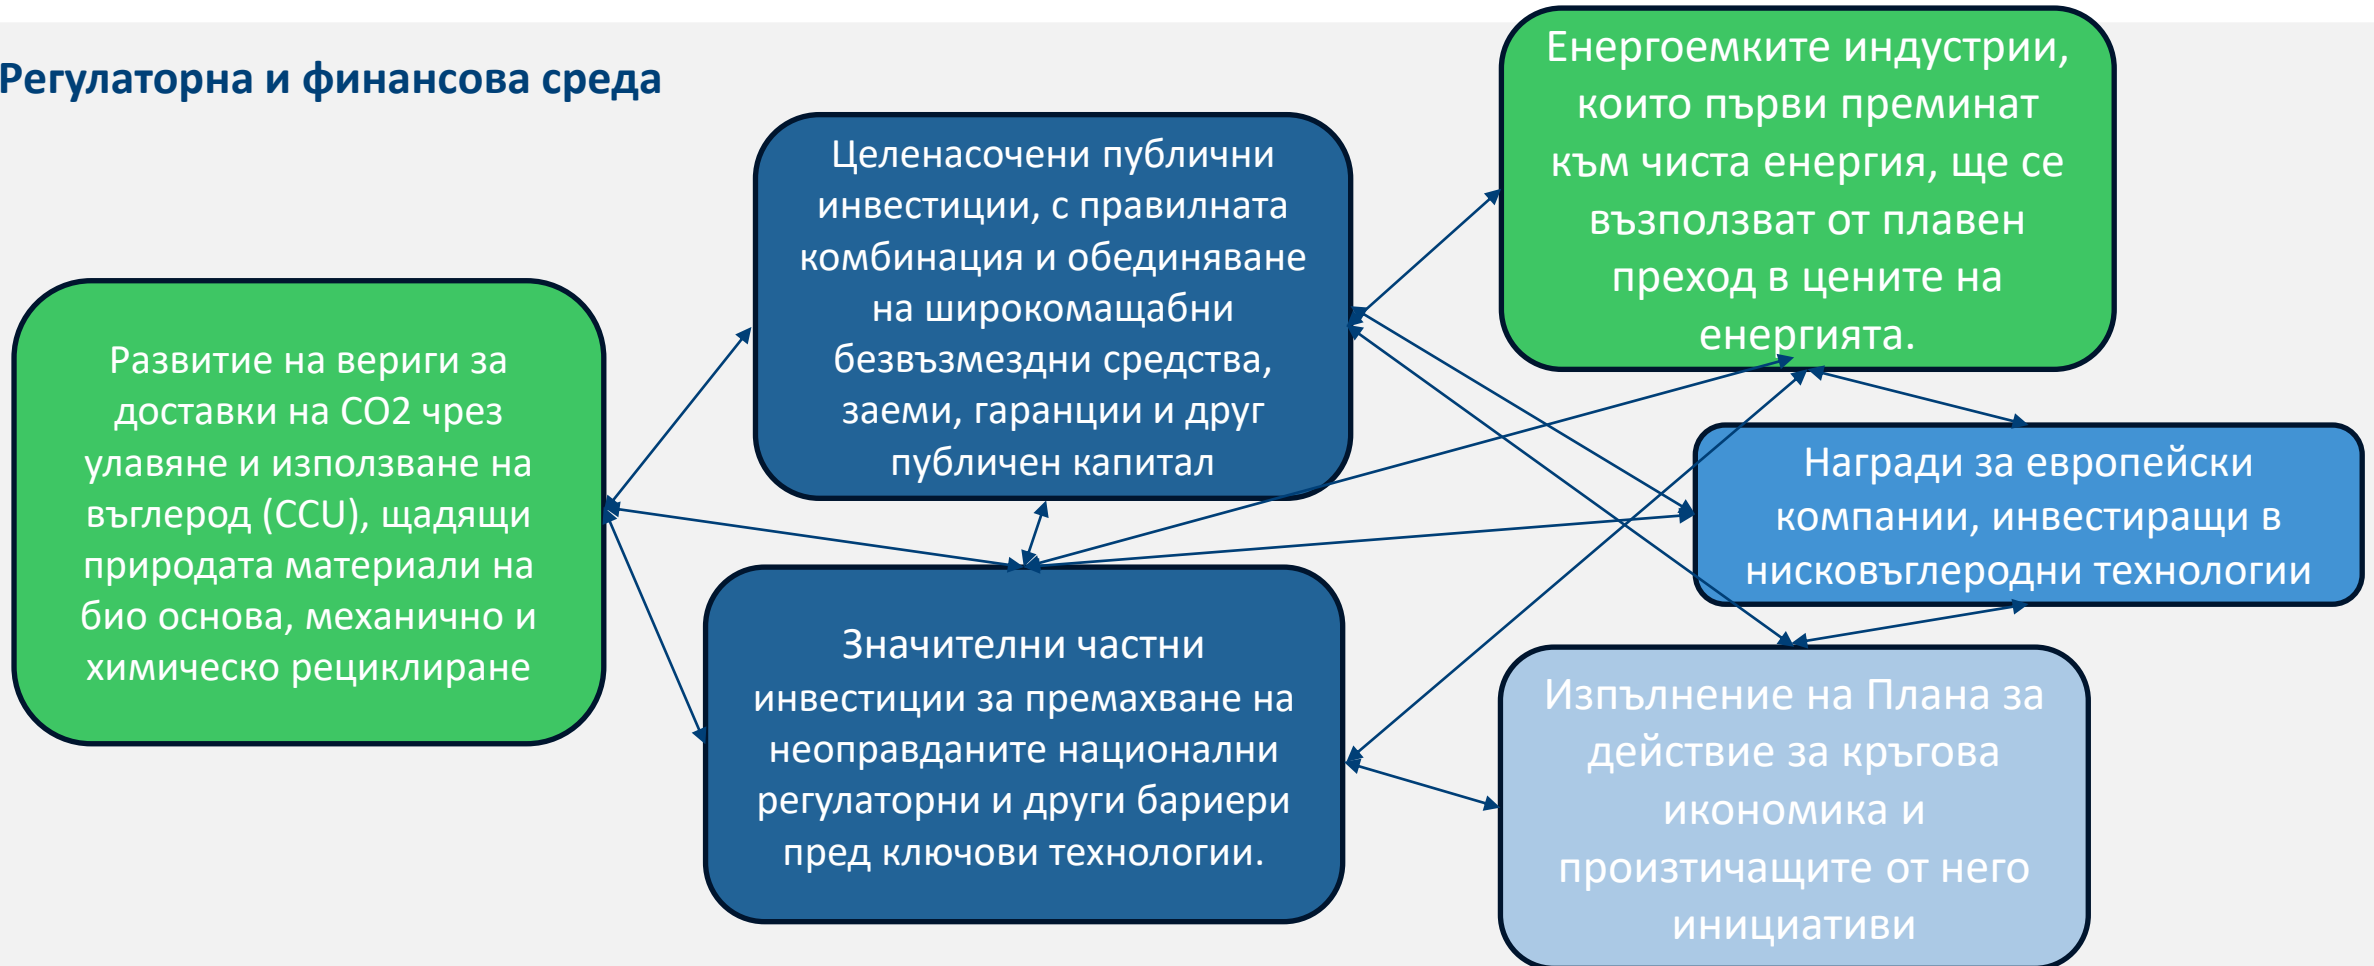 Регулаторна и финансова среда
Развитие на вериги за
доставки на CO2 чрез
улавяне и използване на
въглерод (CCU), щадящи
природата материали на
био основа, механично и
химическо рециклиране
Целенасочени публични
инвестиции, с правилната
комбинация и обединяване
на широкомащабни
безвъзмездни средства,
заеми, гаранции и друг
публичен капитал
Значителни частни
инвестиции за премахване на
неоправданите национални
регулаторни и други бариери
пред ключови технологии.
Енергоемките индустрии,
които първи преминат
към чиста енергия, ще се
възползват от плавен
преход в цените на
енергията.
Награди за европейски
компании, инвестиращи в
нисковъглеродни технологии
Изпълнение на Плана за
действие за кръгова
икономика и
произтичащите от него
инициативи